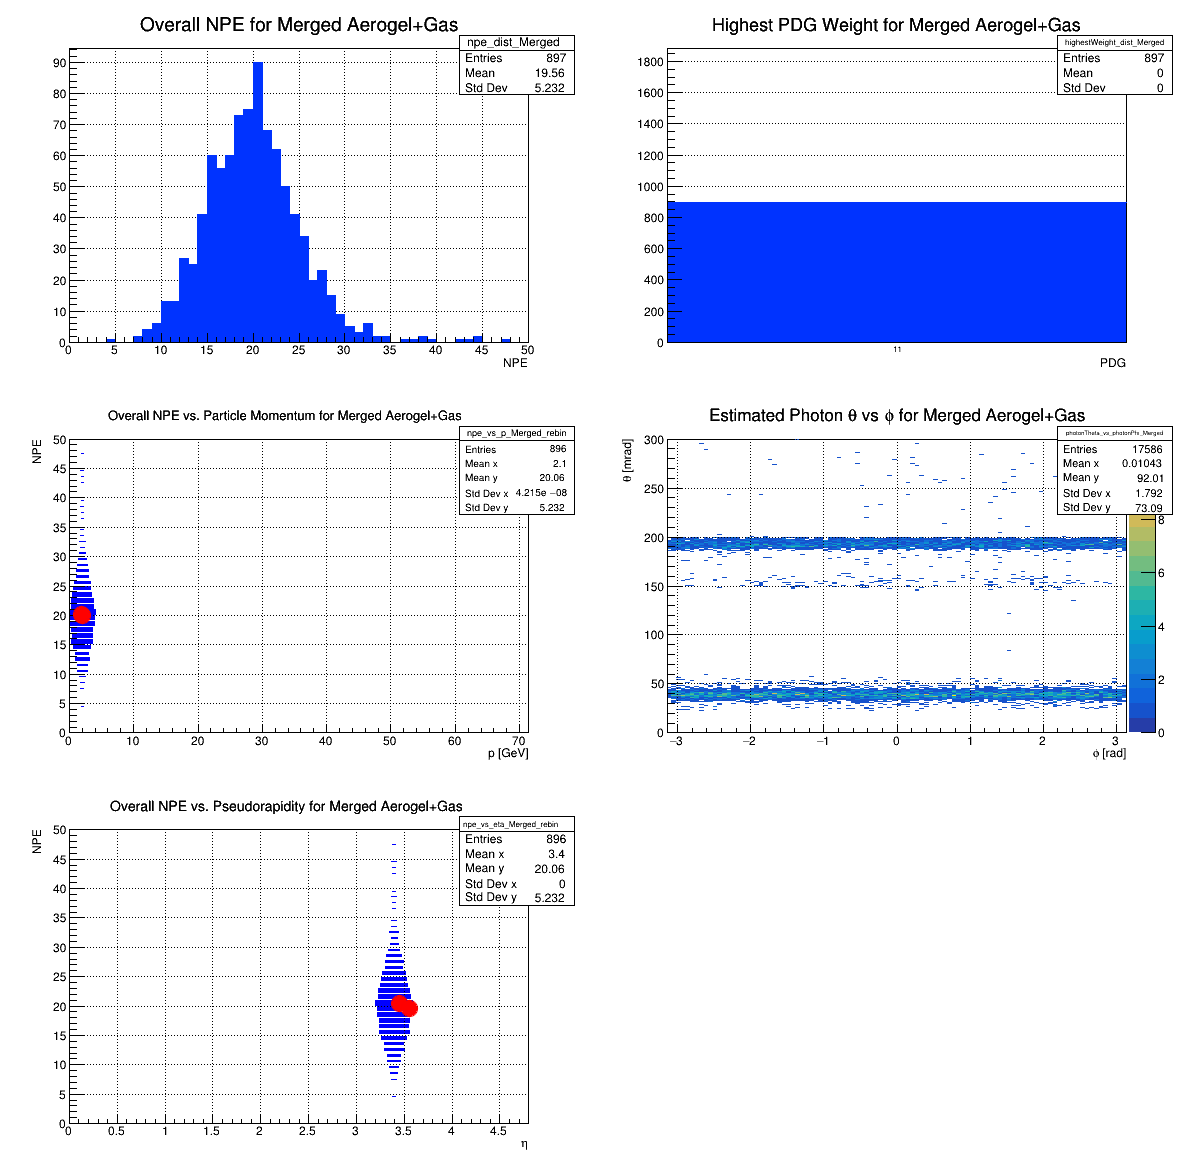 Overall NPE for Merged Aerogel+Gas
npe_dist_Merged
Entries 897
Mean 19.56
Std Dev 5.232
90
80
70
60
50
40
30
20
10
0
0 5 10 15 20 25 30 35 40 45 50
NPE
Highest PDG Weight for Merged Aerogel+Gas
highestWeight_dist_Merged
Entries 897
Mean 0
Std Dev 0
1800
1600
1400
1200
1000
800
600
400
200
0
11
PDG
Overall NPE vs. Particle Momentum for Merged Aerogel+Gas
npe_vs_p_Merged_rebin
Entries 896
Mean x 2.1
Mean y 20.06
Std Dev x 4.215e −08
Std Dev y 5.232
NPE
50
45
40
35
30
25
20
15
10
5
0
0 10 20 30 40 50 60 70
p [GeV]
Estimated Photon θ vs ϕ for Merged Aerogel+Gas
photonTheta_vs_photonPhi_Merged
Entries 17586
Mean x 0.01043
Mean y 92.01
Std Dev x 1.792
Std Dev y 73.09
θ [mrad]
300
250
200
150
100
50
0
8
6
4
2
0
−3 −2 −1 0 1 2 3
ϕ [rad]
Overall NPE vs. Pseudorapidity for Merged Aerogel+Gas
npe_vs_eta_Merged_rebin
Entries 896
Mean x 3.4
Mean y 20.06
Std Dev x 0
Std Dev y 5.232
NPE
50
45
40
35
30
25
20
15
10
5
0
0 0.5 1 1.5 2 2.5 3 3.5 4 4.5
η